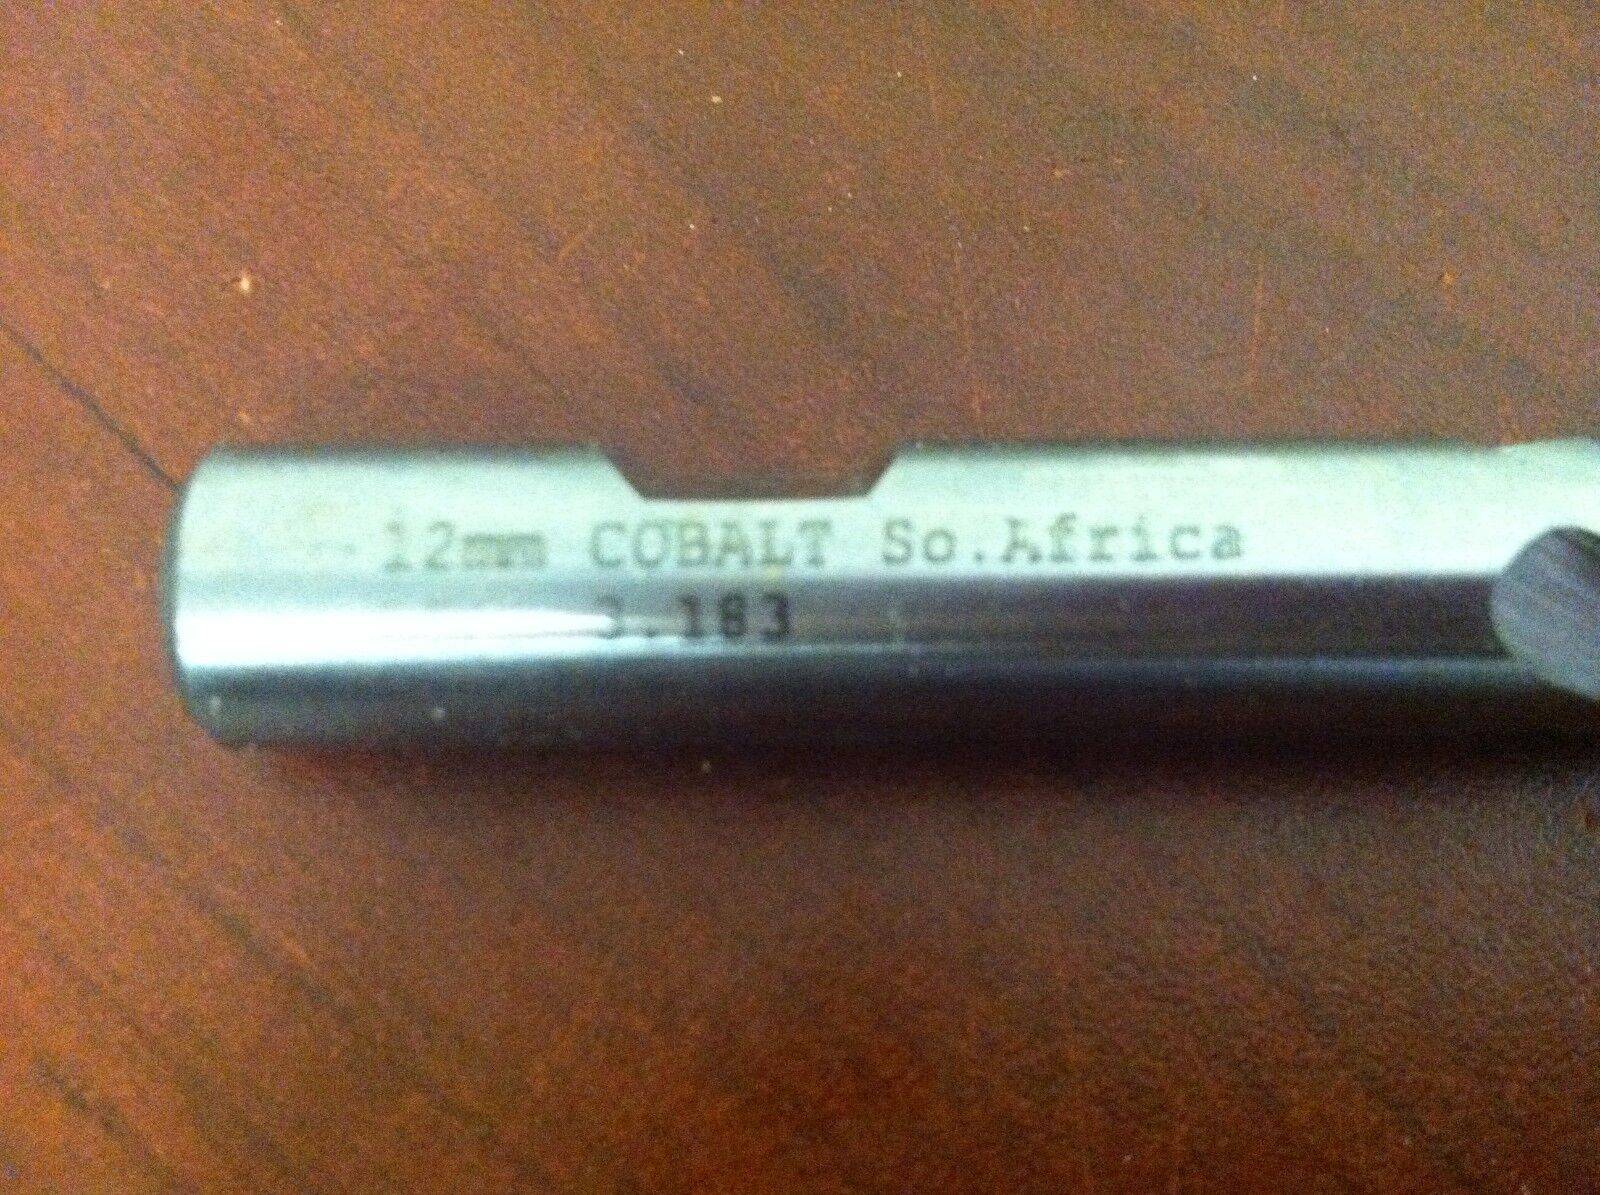 12mm COBALT So.Africa
3.183